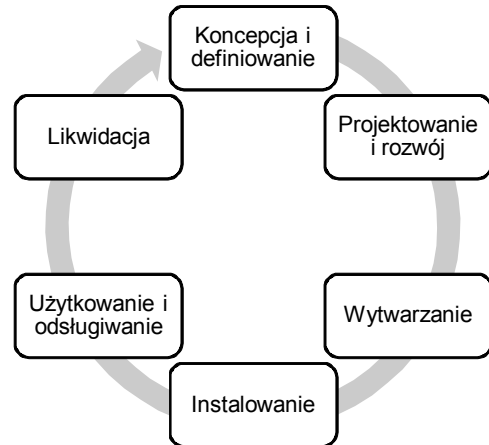 Koncepcja i
definiowanie
Projektowanie
i rozwój
Wytwarzanie
Instalowanie
Użytkowanie i
odsługiwanie
Likwidacja